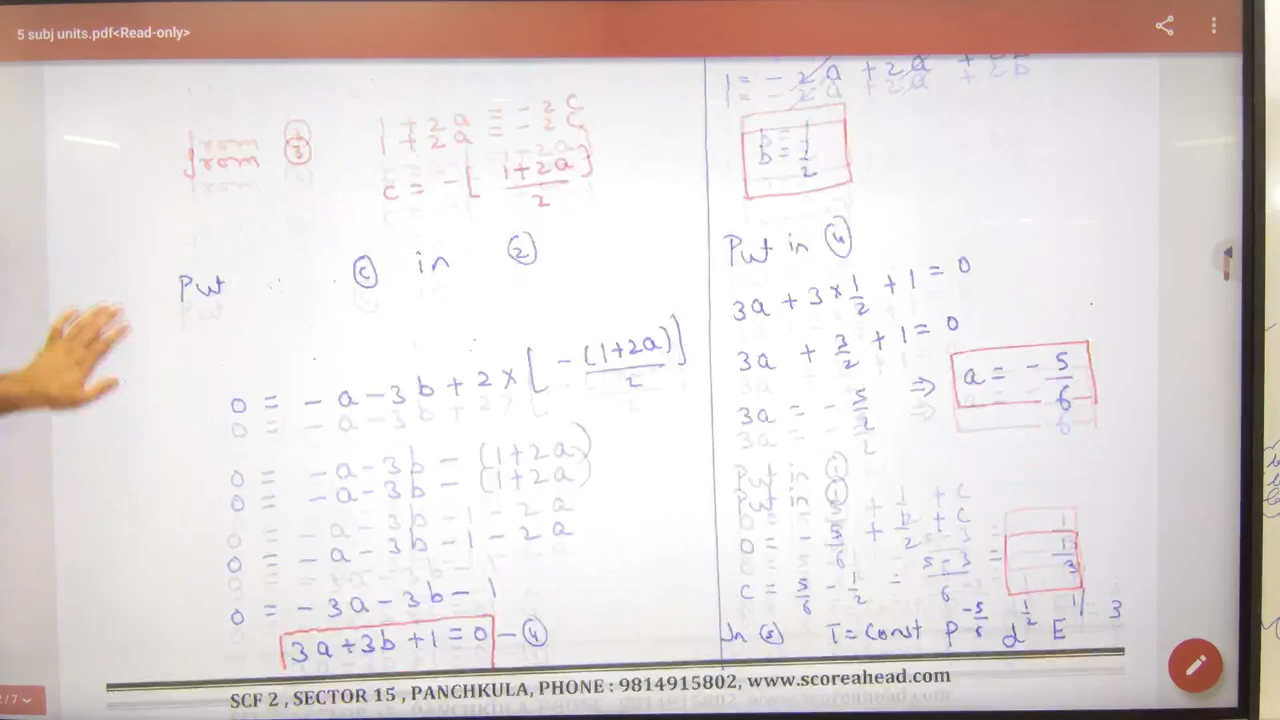 5 subj units.pdf<Read-only>
from ③ 1 + 2a = - 2c
c = - [ 1+2a / 2 ]
Put © in ②
0 = - a - 3b + 2 × [ - (1+2a) / 2 ]
0 = - a - 3b - (1+2a)
0 = - a - 3b - 1 - 2a
0 = - 3a - 3b - 1
3a + 3b + 1 = 0 - ④
1 = - 2a + 2a + 2b
b = 1/2
Put in ④
3a + 3 × 1/2 + 1 = 0
3a + 3/2 + 1 = 0
3a = - 5/2 ⇒ a = - 5/6
Put in ①
0 = - 5/6 + 1/2 + c
c = 5/6 - 1/2 = 5-3/6 = 1/3
In ⑤ T = Const P^-5/6 d^1/2 E^1/3
SCF 2 , SECTOR 15 , PANCHKULA, PHONE : 9814915802, www.scoreahead.com
2/7